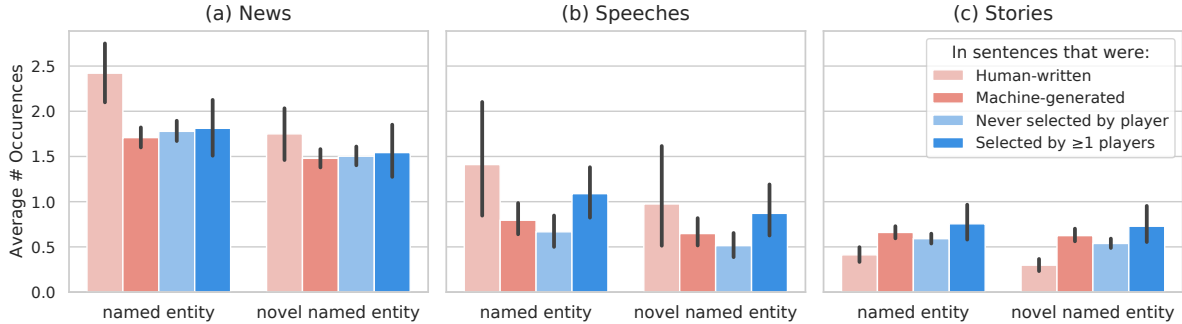 (a) News
(b) Speeches
(c) Stories
Average # Occurences
2.5
2.0
1.5
1.0
0.5
0.0
In sentences that were:
Human-written
Machine-generated
Never selected by player
Selected by ≥1 players
named entity
novel named entity
named entity
novel named entity
named entity
novel named entity